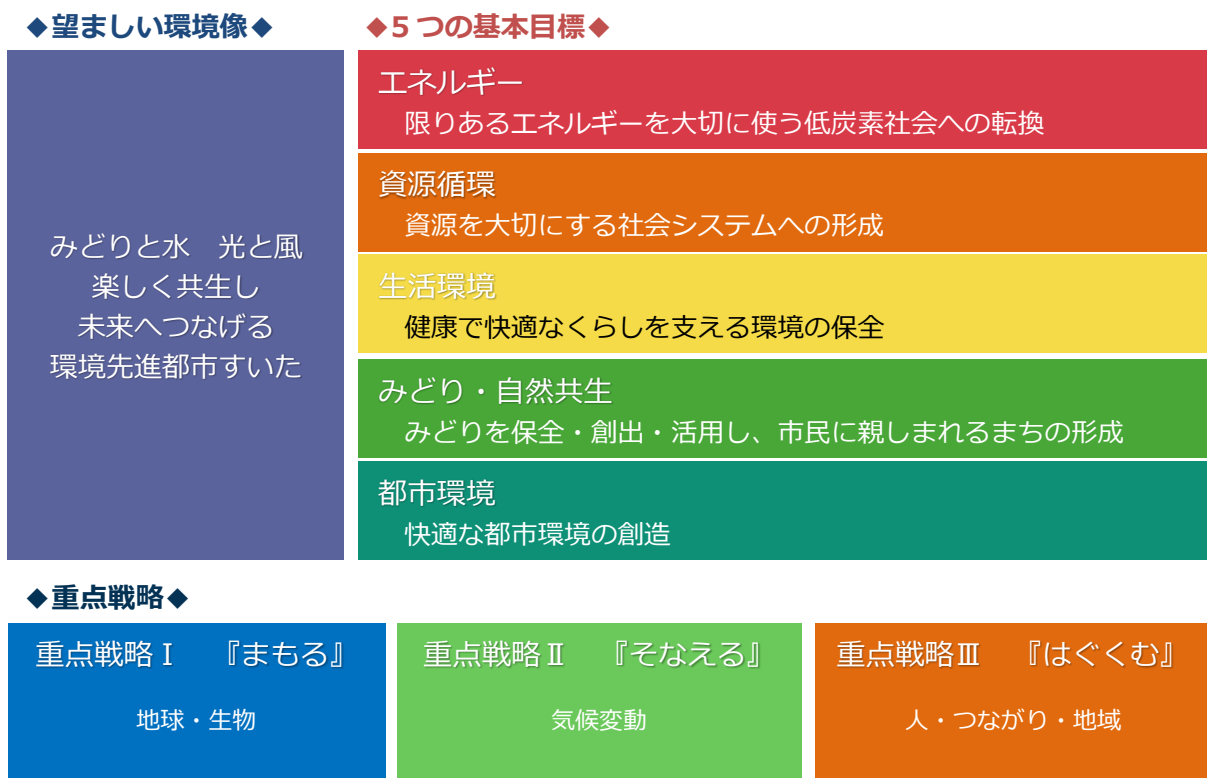 ◆望ましい環境像◆
みどりと水　光と風
楽しく共生し
未来へつなげる
環境先進都市すいた
◆5つの基本目標◆
エネルギー
限りあるエネルギーを大切に使う低炭素社会への転換
資源循環
資源を大切にする社会システムへの形成
生活環境
健康で快適なくらしを支える環境の保全
みどり・自然共生
みどりを保全・創出・活用し、市民に親しまれるまちの形成
都市環境
快適な都市環境の創造
◆重点戦略◆
重点戦略Ⅰ　『まもる』
地球・生物
重点戦略Ⅱ　『そなえる』
気候変動
重点戦略Ⅲ　『はぐくむ』
人・つながり・地域